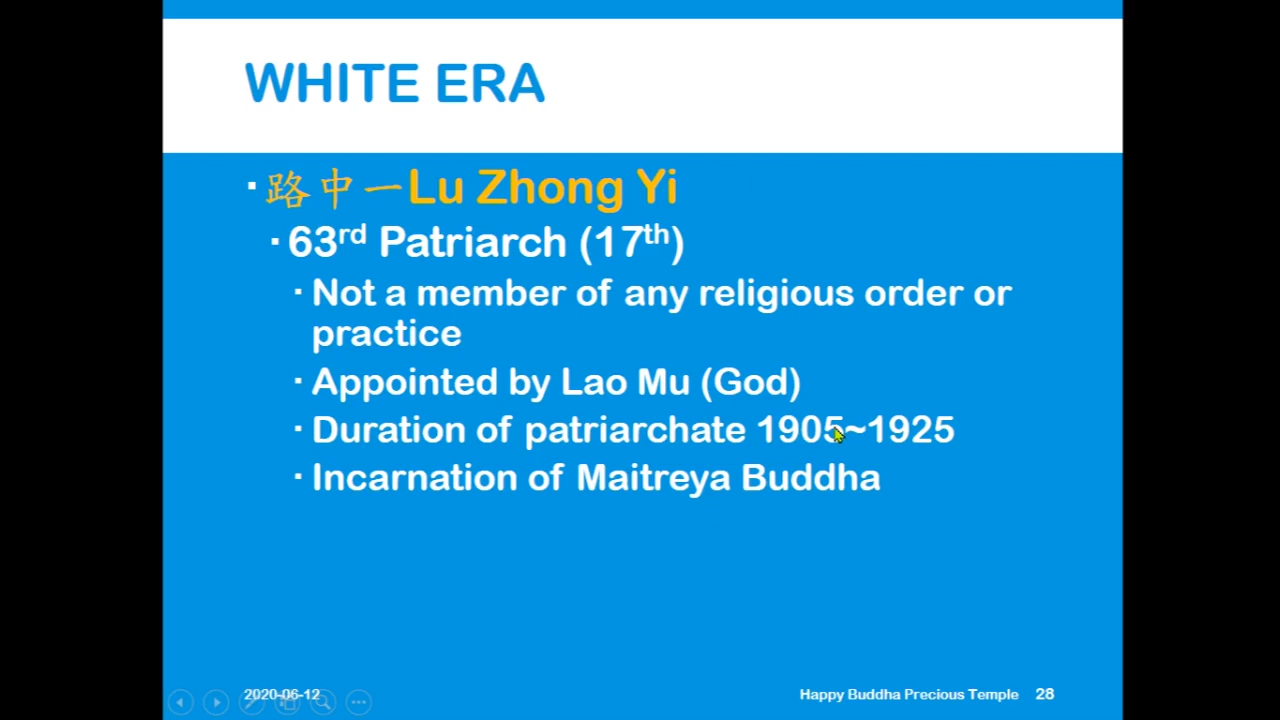 WHITE ERA
▪ 路中一Lu Zhong Yi
▪ 63rd Patriarch (17th)
▪ Not a member of any religious order or
practice
▪ Appointed by Lao Mu (God)
▪ Duration of patriarchate 1905~1925
▪ Incarnation of Maitreya Buddha
2020-06-12
Happy Buddha Precious Temple 28